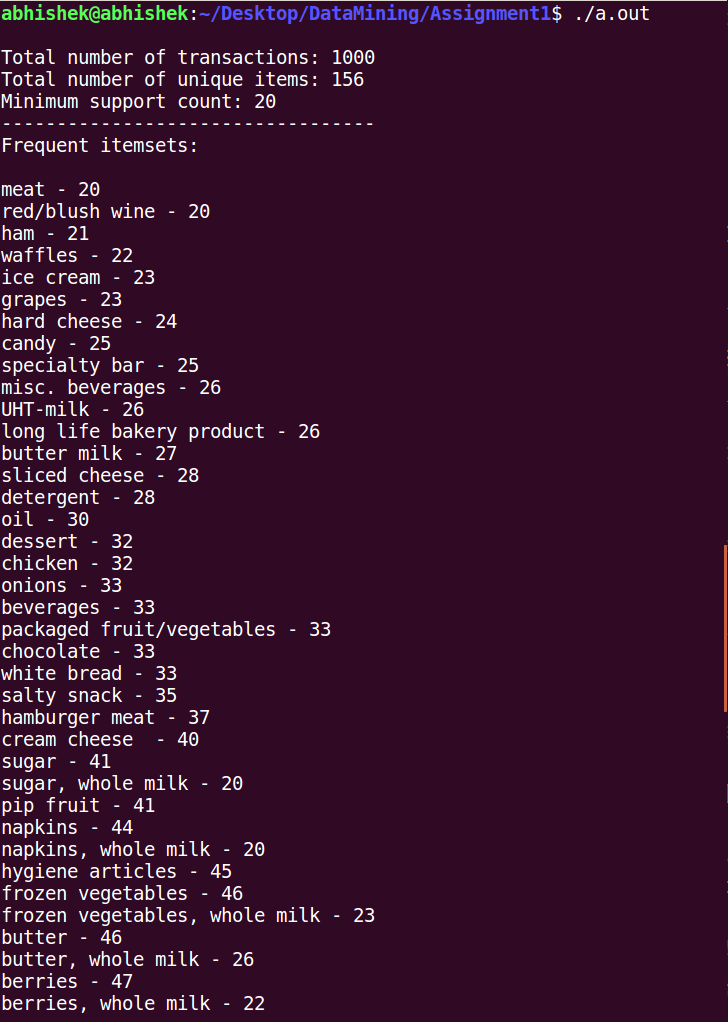 abhishek@abhishek:~/Desktop/DataMining/Assignment1$ ./a.out
Total number of transactions: 1000
Total number of unique items: 156
Minimum support count: 20
----------------------------------
Frequent itemsets:
meat - 20
red/blush wine - 20
ham - 21
waffles - 22
ice cream - 23
grapes - 23
hard cheese - 24
candy - 25
specialty bar - 25
misc. beverages - 26
UHT-milk - 26
long life bakery product - 26
butter milk - 27
sliced cheese - 28
detergent - 28
oil - 30
dessert - 32
chicken - 32
onions - 33
beverages - 33
packaged fruit/vegetables - 33
chocolate - 33
white bread - 33
salty snack - 35
hamburger meat - 37
cream cheese  - 40
sugar - 41
sugar, whole milk - 20
pip fruit - 41
napkins - 44
napkins, whole milk - 20
hygiene articles - 45
frozen vegetables - 46
frozen vegetables, whole milk - 23
butter - 46
butter, whole milk - 26
berries - 47
berries, whole milk - 22